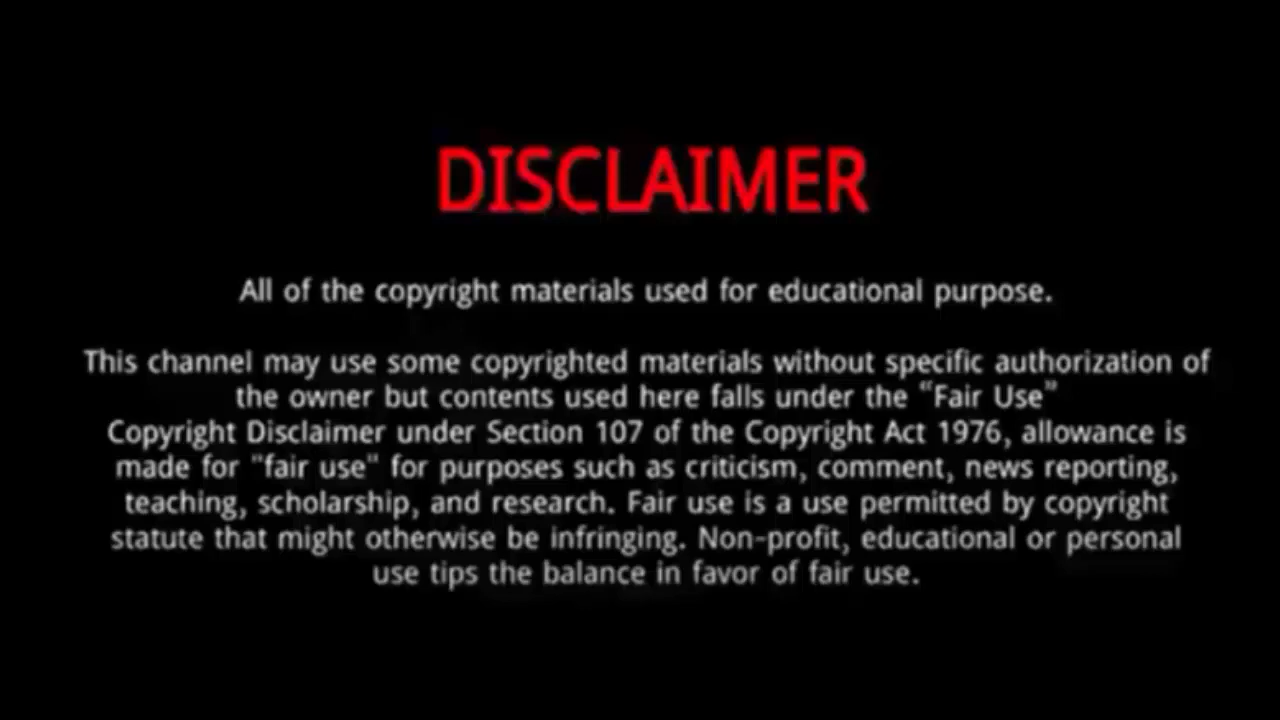 DISCLAIMER
All of the copyright materials used for educational purpose.
This channel may use some copyrighted materials without specific authorization of
the owner but contents used here falls under the “Fair Use”
Copyright Disclaimer under Section 107 of the Copyright Act 1976, allowance is
made for "fair use" for purposes such as criticism, comment, news reporting,
teaching, scholarship, and research. Fair use is a use permitted by copyright
statute that might otherwise be infringing. Non-profit, educational or personal
use tips the balance in favor of fair use.